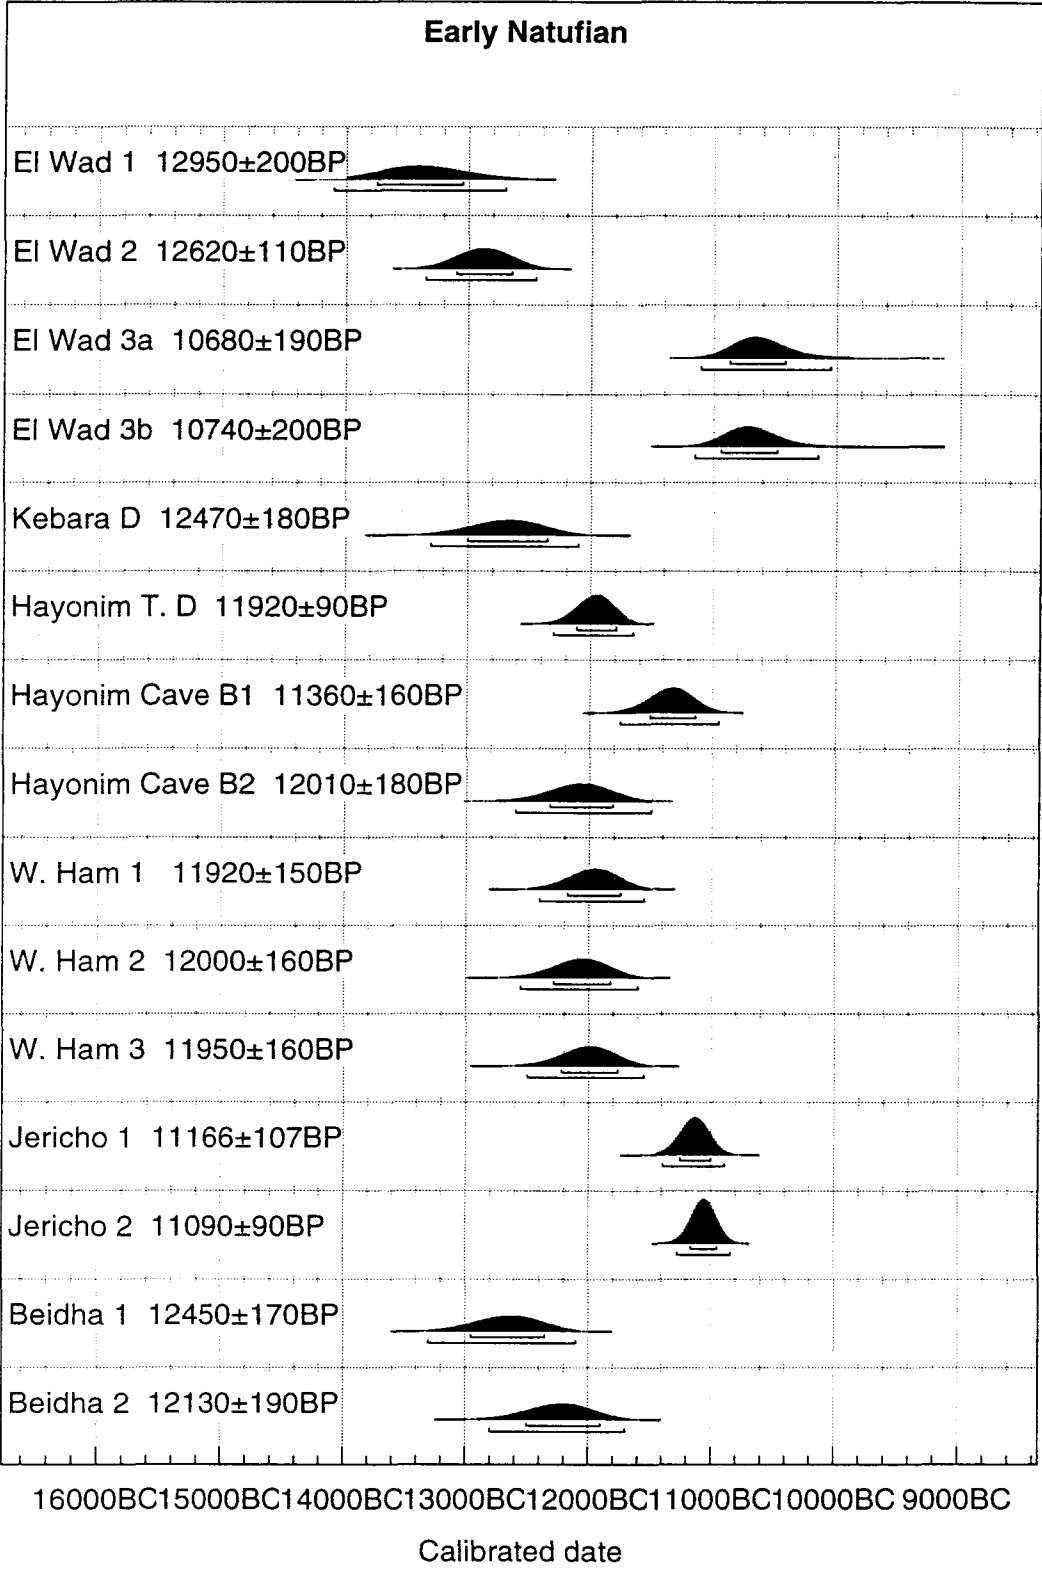 Early Natufian
El Wad 1 12950±200BP
El Wad 2 12620±110BP
El Wad 3a 10680±190BP
El Wad 3b 10740±200BP
Kebara D 12470±180BP
Hayonim T. D 11920±90BP
Hayonim Cave B1 11360±160BP
Hayonim Cave B2 12010±180BP
W. Ham 1 11920±150BP
W. Ham 2 12000±160BP
W. Ham 3 11950±160BP
Jericho 1 11166±107BP
Jericho 2 11090±90BP
Beidha 1 12450±170BP
Beidha 2 12130±190BP
16000BC15000BC14000BC13000BC12000BC11000BC10000BC 9000BC
Calibrated date